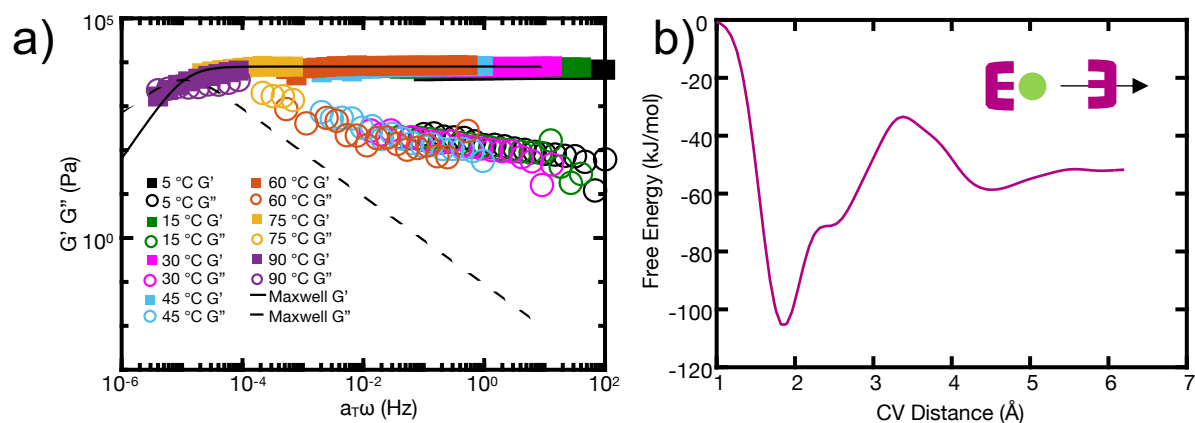 a)
10⁵
10⁰
G' G" (Pa)
5 °C G'
5 °C G"
15 °C G'
15 °C G"
30 °C G'
30 °C G"
45 °C G'
45 °C G"
60 °C G'
60 °C G"
75 °C G'
75 °C G"
90 °C G'
90 °C G"
Maxwell G'
Maxwell G"
10⁻⁶ 10⁻⁴ 10⁻² 10⁰ 10²
aTω (Hz)
b)
0
-20
-40
-60
-80
-100
-120
Free Energy (kJ/mol)
1 2 3 4 5 6 7
CV Distance (Å)